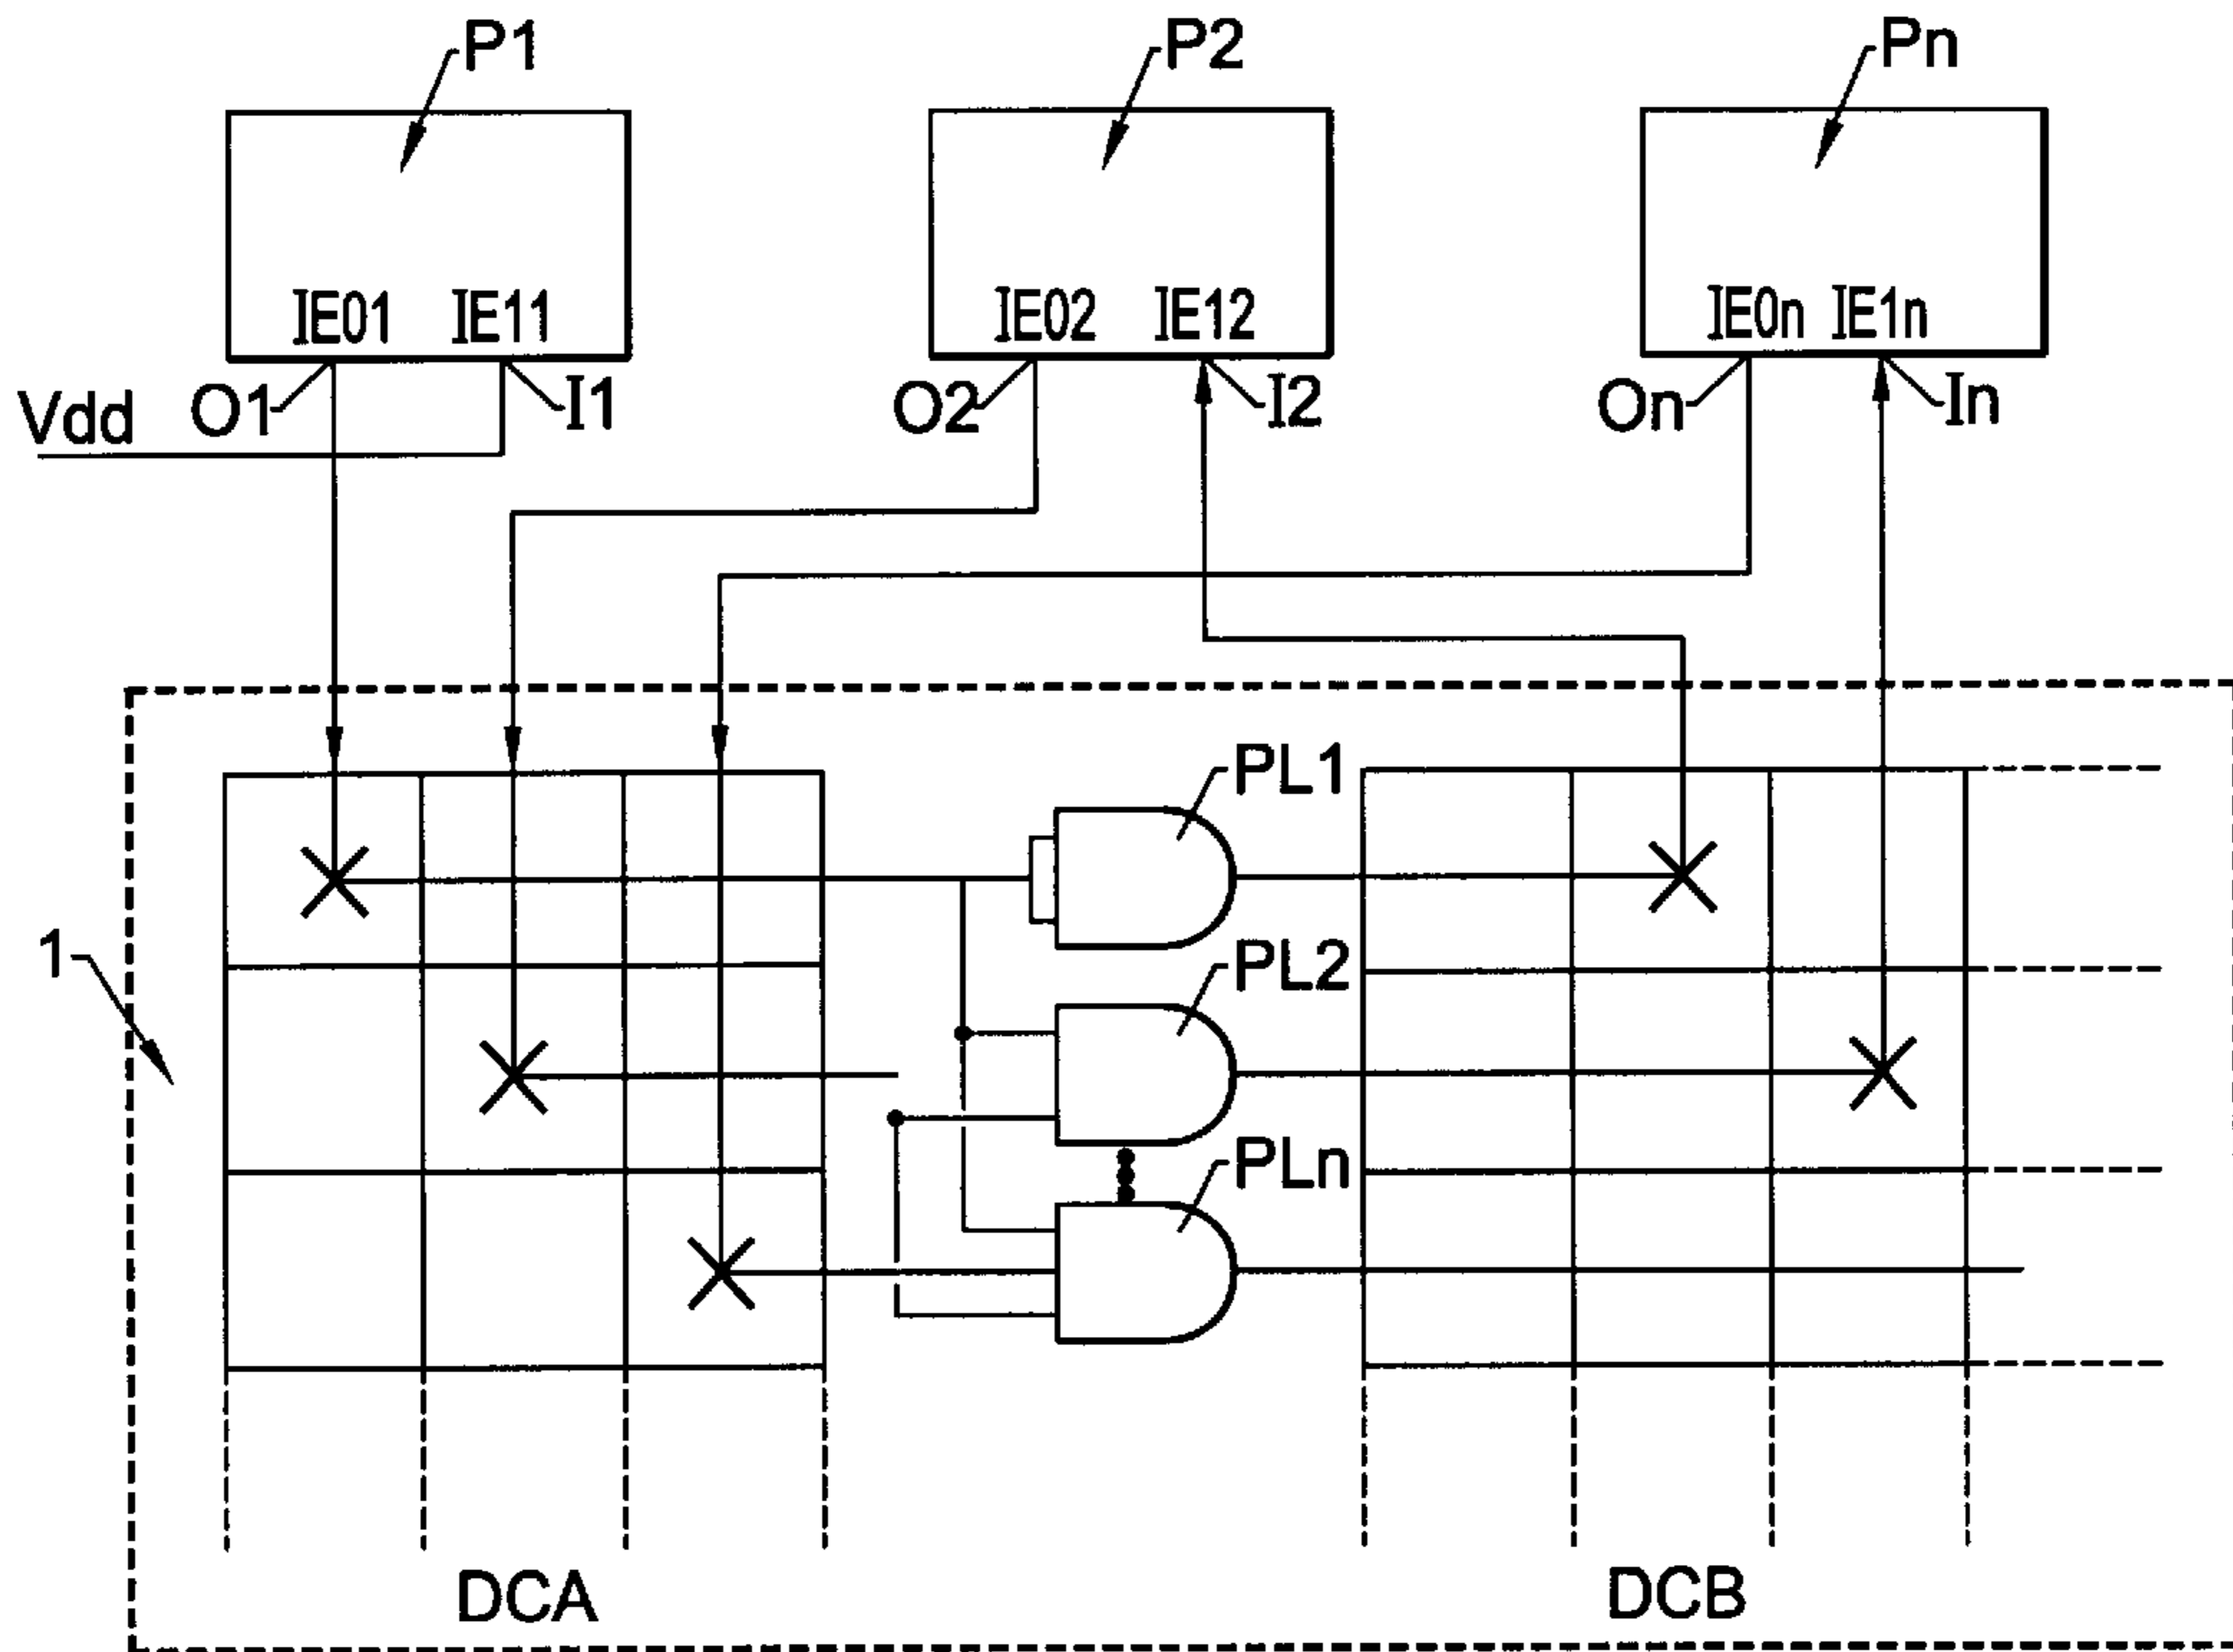 P1 P2 Pn
IE01 IE11 IE02 IE12 IE0n IE1n
Vdd O1 I1 O2 I2 On In
PL1
1 PL2
PLn
DCA DCB